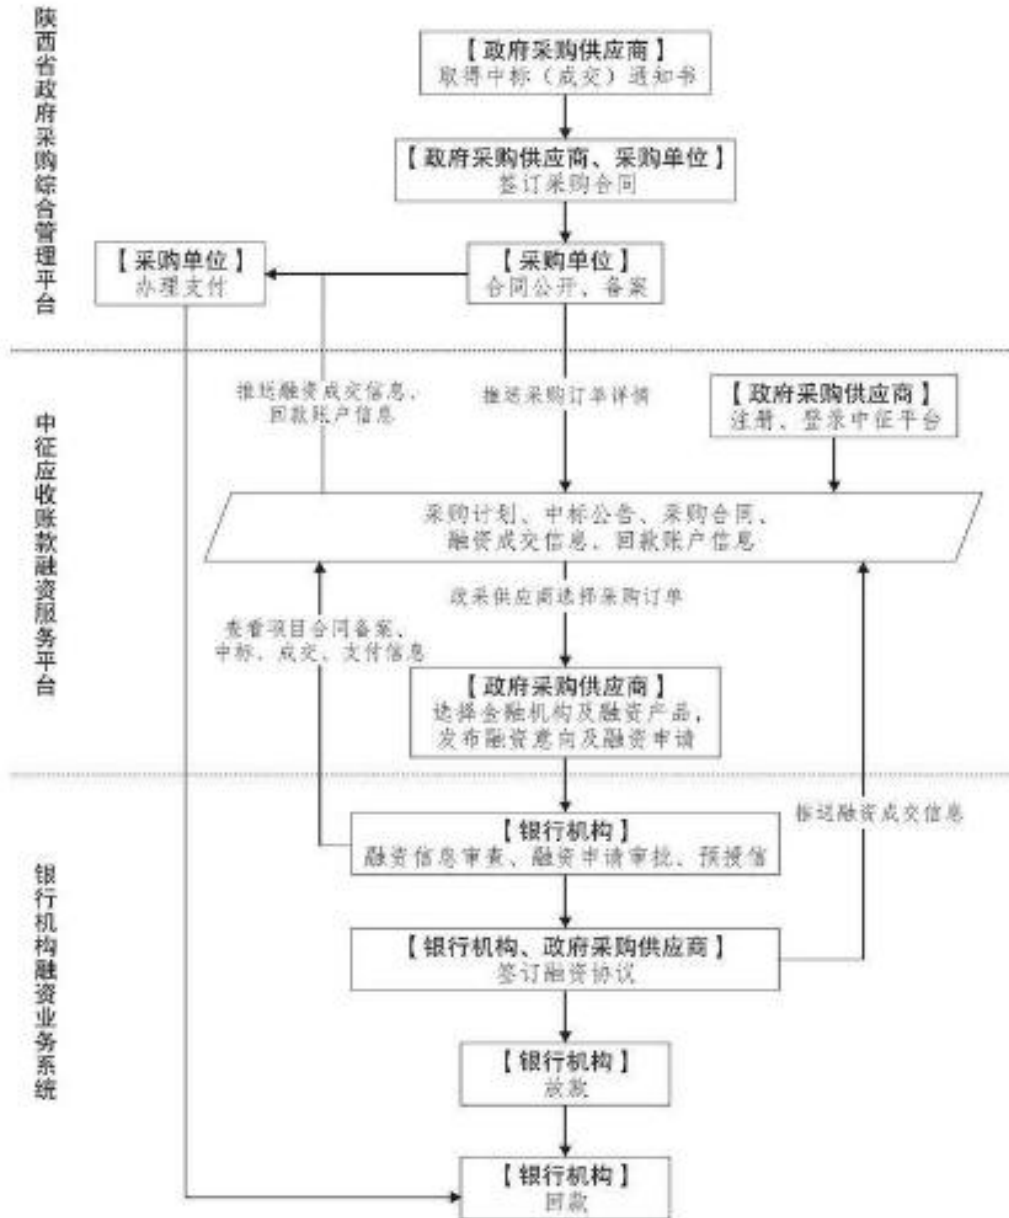 陕西省政府采购综合管理平台
【政府采购供应商】
取得中标（成交）通知书
【政府采购供应商、采购单位】
签订采购合同
【采购单位】
办理支付
【采购单位】
合同公开、备案
中征应收账款融资服务平台
推送融资成交信息、
回款账户信息
推送采购订单详情
【政府采购供应商】
注册、登录中征平台
采购计划、中标公告、采购合同、
融资成交信息、回款账户信息
政采供应商选择采购订单
查看项目合同备案、
中标、成交、支付信息
【政府采购供应商】
选择金融机构及融资产品，
发布融资意向及融资申请
银行机构融资业务系统
推送融资成交信息
【银行机构】
融资信息审查、融资申请审批、预授信
【银行机构、政府采购供应商】
签订融资协议
【银行机构】
放款
【银行机构】
回款